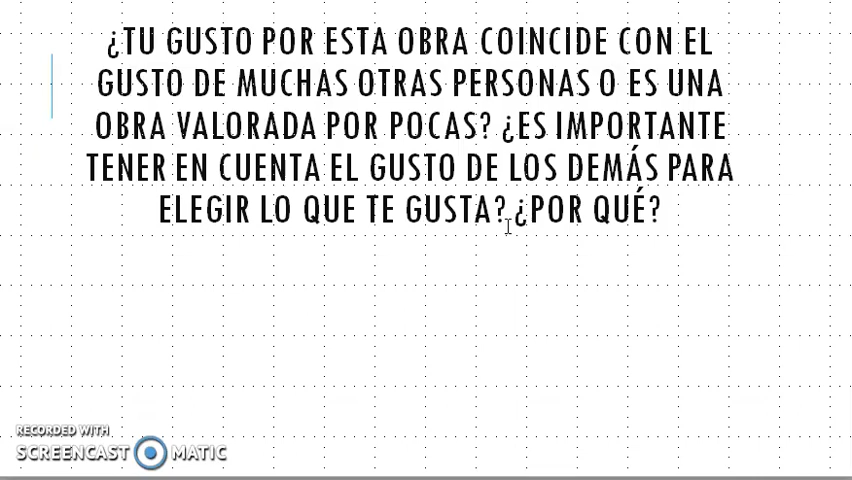 ¿TU GUSTO POR ESTA OBRA COINCIDE CON EL
GUSTO DE MUCHAS OTRAS PERSONAS O ES UNA
OBRA VALORADA POR POCAS? ¿ES IMPORTANTE
TENER EN CUENTA EL GUSTO DE LOS DEMÁS PARA
ELEGIR LO QUE TE GUSTA? ¿POR QUÉ?
RECORDED WITH
SCREENCAST MATIC